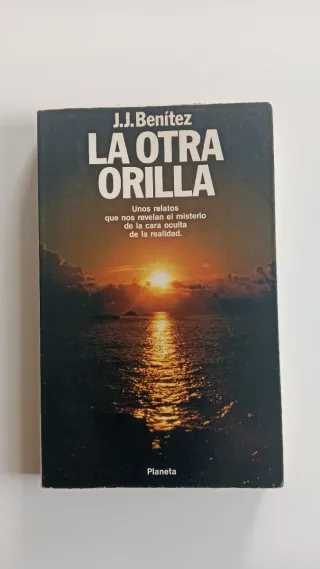 J.J.Benítez
LA OTRA
ORILLA
Unos relatos
que nos revelan el misterio
de la cara oculta
de la realidad.
Planeta